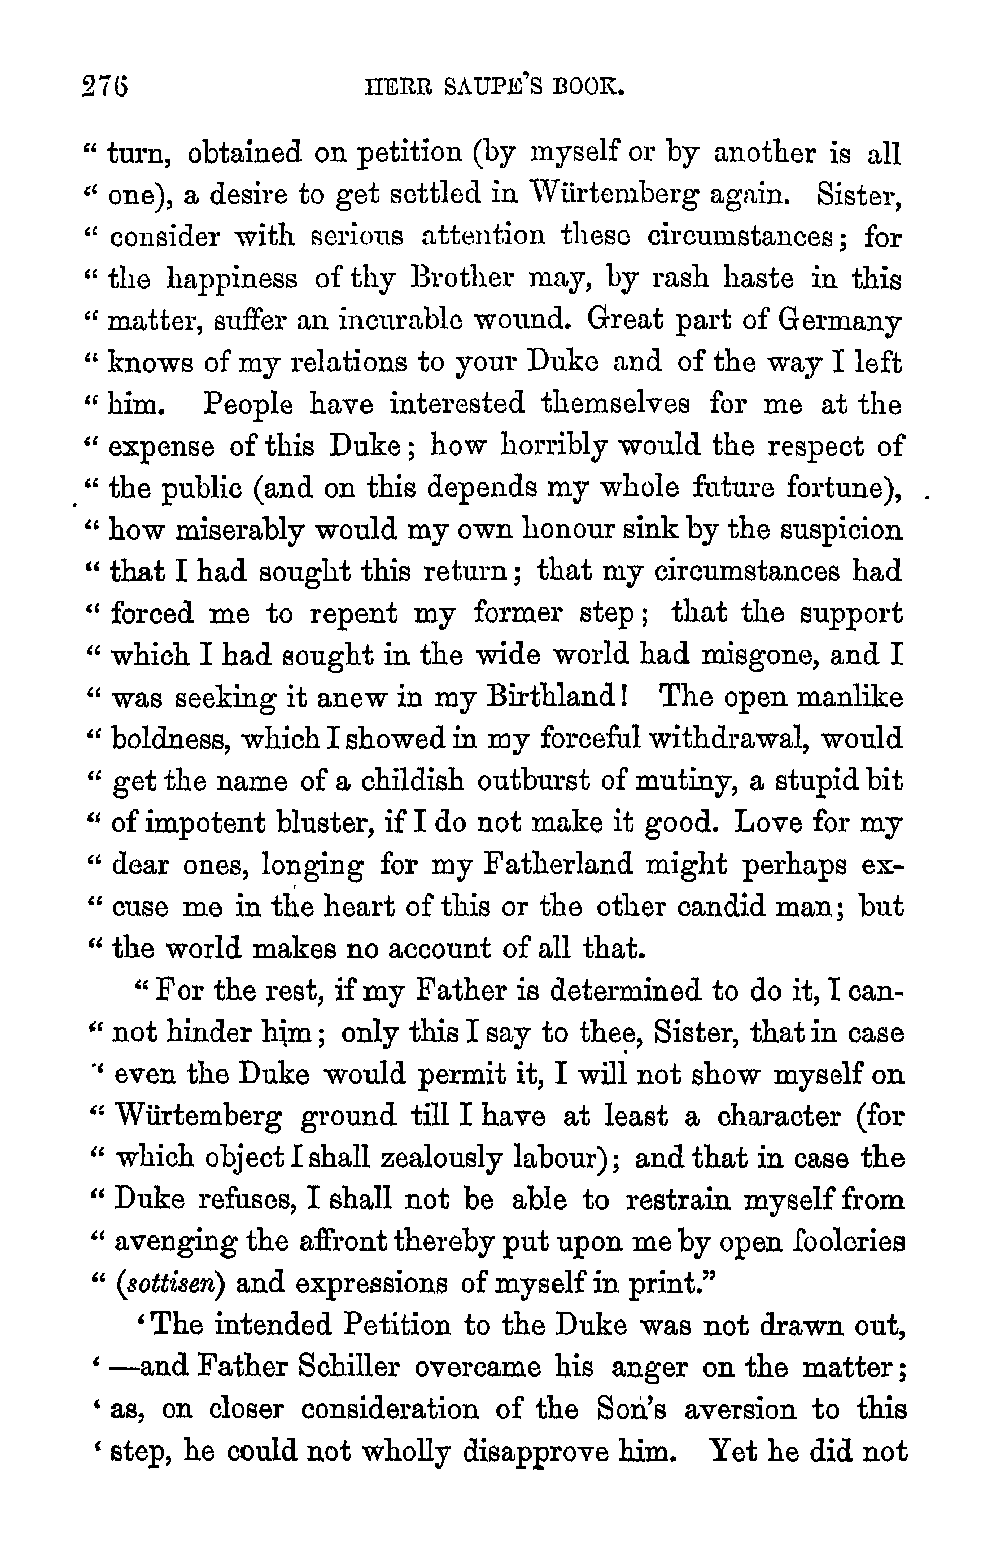 276 HERR SAUPE'S BOOK.
“ turn, obtained on petition (by myself or by another is all
“ one), a desire to get settled in Würtemberg again. Sister,
“ consider with serious attention these circumstances; for
“ the happiness of thy Brother may, by rash haste in this
“ matter, suffer an incurable wound. Great part of Germany
“ knows of my relations to your Duke and of the way I left
“ him. People have interested themselves for me at the
“ expense of this Duke; how horribly would the respect of
“ the public (and on this depends my whole future fortune),
“ how miserably would my own honour sink by the suspicion
“ that I had sought this return; that my circumstances had
“ forced me to repent my former step; that the support
“ which I had sought in the wide world had misgone, and I
“ was seeking it anew in my Birthland! The open manlike
“ boldness, which I showed in my forceful withdrawal, would
“ get the name of a childish outburst of mutiny, a stupid bit
“ of impotent bluster, if I do not make it good. Love for my
“ dear ones, longing for my Fatherland might perhaps ex-
“ cuse me in the heart of this or the other candid man; but
“ the world makes no account of all that.
“ For the rest, if my Father is determined to do it, I can-
“ not hinder him; only this I say to thee, Sister, that in case
“ even the Duke would permit it, I will not show myself on
“ Würtemberg ground till I have at least a character (for
“ which object I shall zealously labour); and that in case the
“ Duke refuses, I shall not be able to restrain myself from
“ avenging the affront thereby put upon me by open fooleries
“ (sottisen) and expressions of myself in print.”
‘ The intended Petition to the Duke was not drawn out,
‘ —and Father Schiller overcame his anger on the matter;
‘ as, on closer consideration of the Son's aversion to this
‘ step, he could not wholly disapprove him. Yet he did not